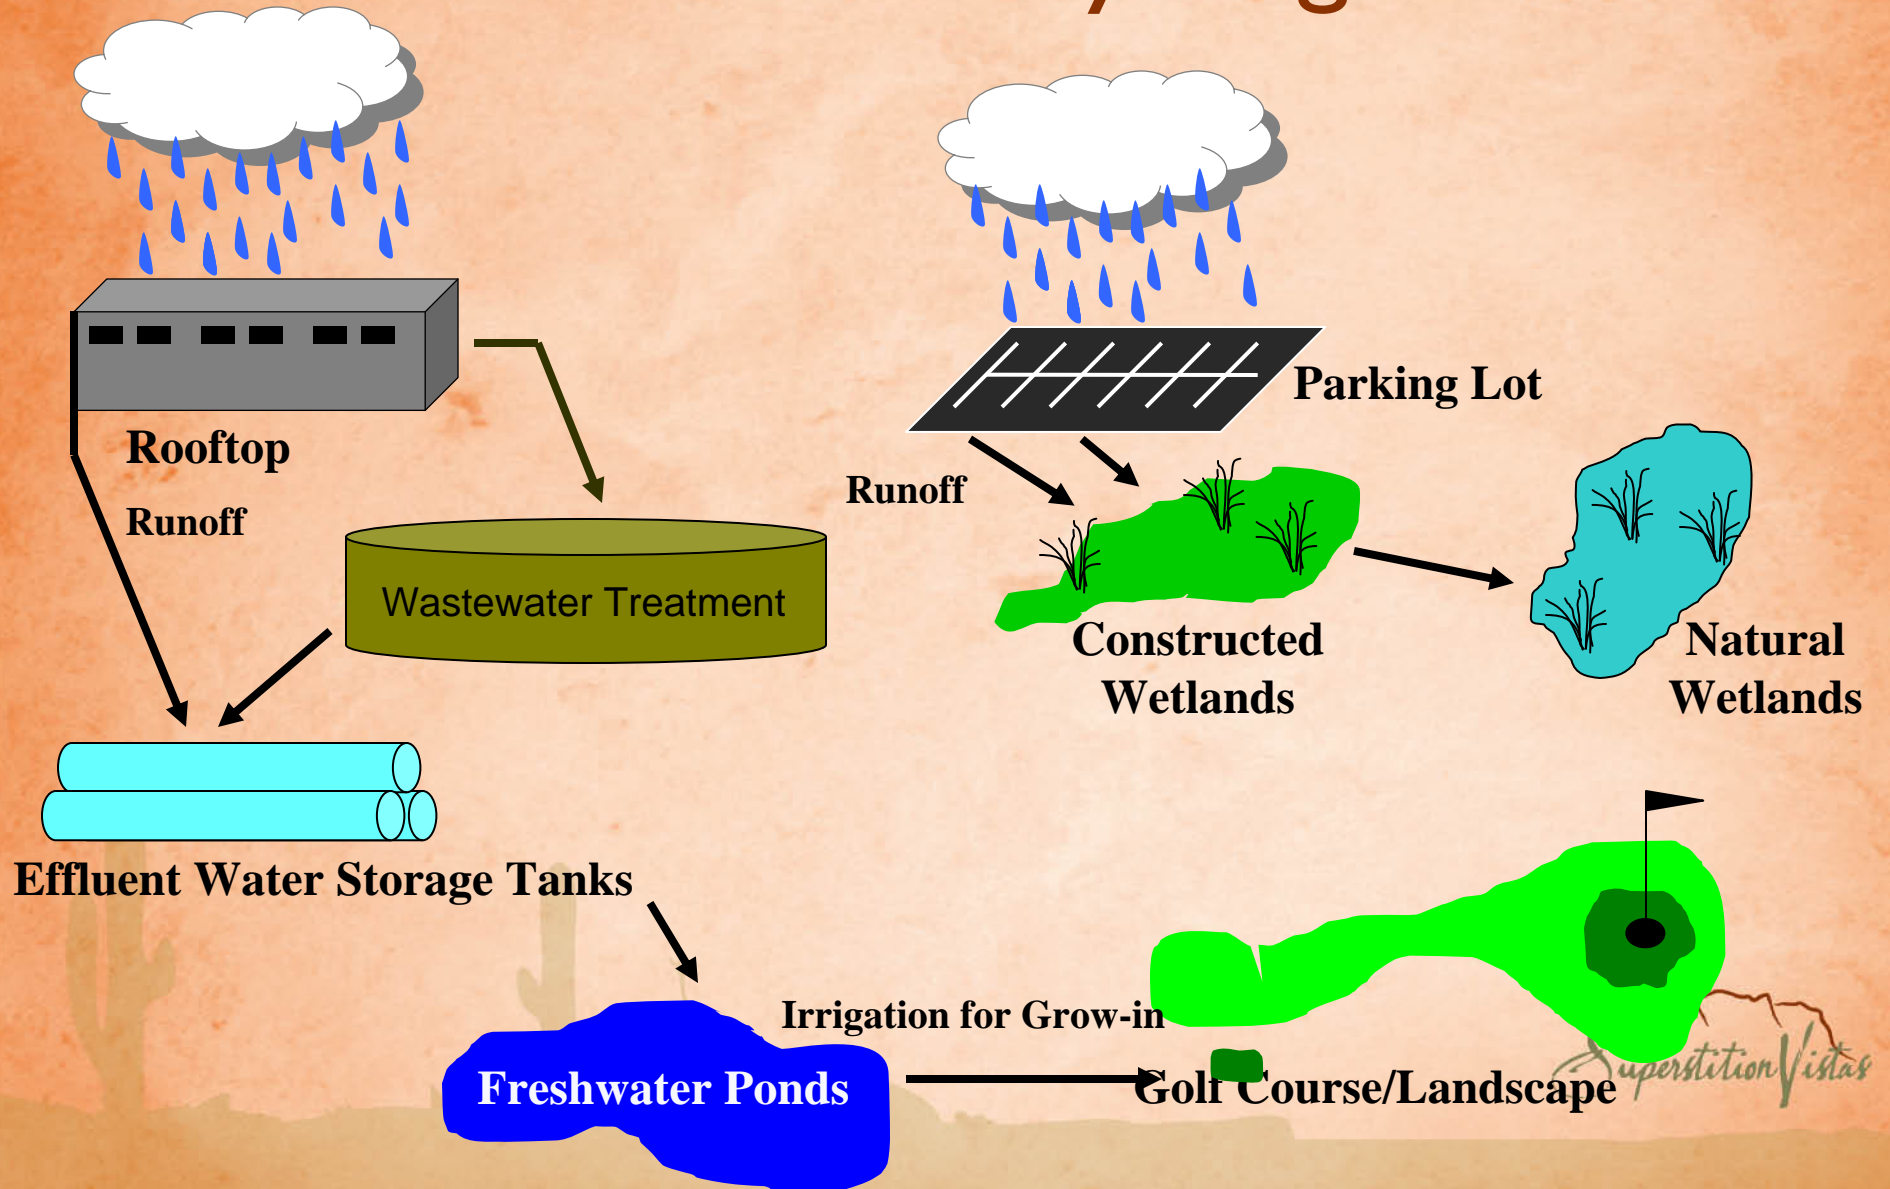 Rooftop
Runoff
Wastewater Treatment
Effluent Water Storage Tanks
Parking Lot
Runoff
Constructed
Wetlands
Natural
Wetlands
Irrigation for Grow-in
Freshwater Ponds
Golf Course/Landscape
Superstition Vistas